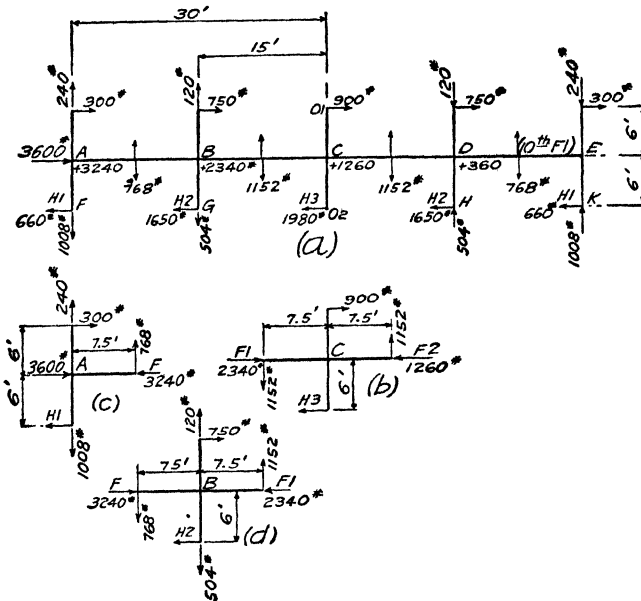 30'
15'
240# 120# 120# 240#
300# 750# 01 900# 750# 300#
3600# A B C D (10th F1) E
+3240 +2340# +1260 +360
768# 1152# 1152# 768#
6'
6'
H1 F H2 G H3 H2 H H1 K
660# 1650# 1980# 02 1650# 660#
1008# 504# 504# 1008#
(a)
240#
300#
7.5'
768#
6'
3600# A F
3240#
6'
H1 (c)
1008#
900#
7.5' 7.5'
1152#
F1 C F2
2340# 1260#
1152# 6'
H3 (b)
120#
750#
7.5' 7.5'
1152#
F B F1
3240# 2340#
768# 6'
H2 (d)
504#